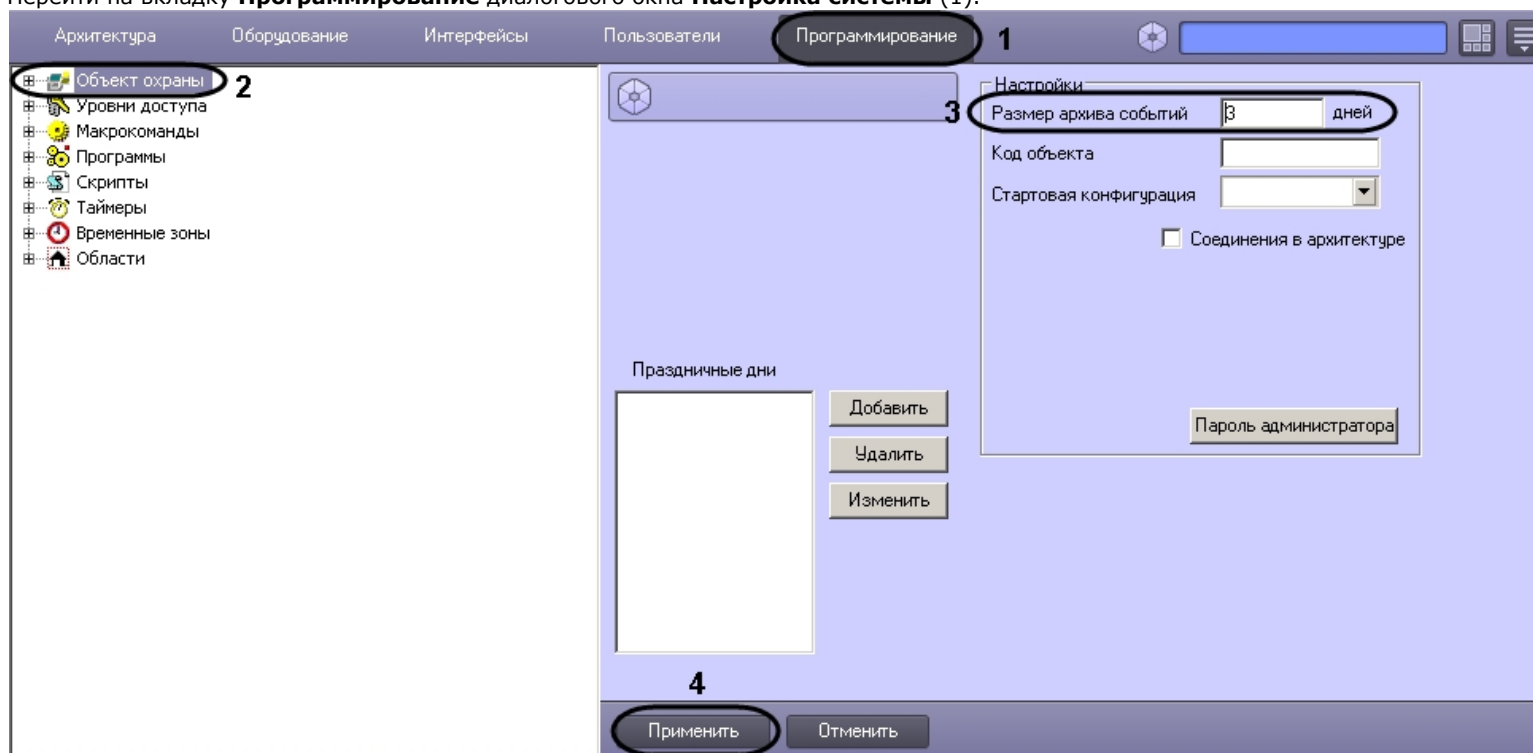 Перейти на вкладку Программирование диалогового окна Настройка системы (1).
Архитектура Оборудование Интерфейсы Пользователи Программирование 1
Объект охраны 2
Уровни доступа
Макрокоманды
Программы
Скрипты
Таймеры
Временные зоны
Области
Настройки
3 Размер архива событий 3 дней
Код объекта
Стартовая конфигурация
Соединения в архитектуре
Пароль администратора
Праздничные дни
Добавить
Удалить
Изменить
4
Применить Отменить